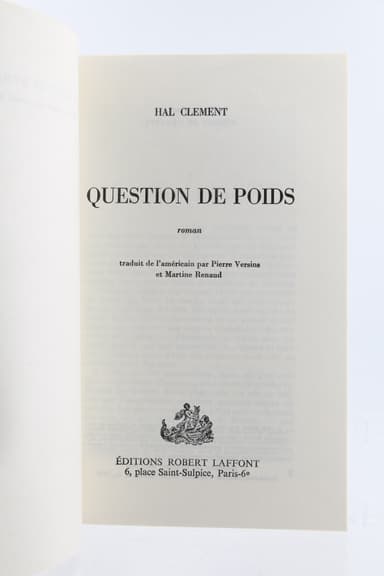 HAL CLEMENT
QUESTION DE POIDS
roman
traduit de l'américain par Pierre Versins
et Martine Renaud
ÉDITIONS ROBERT LAFFONT
6, place Saint-Sulpice, Paris-6e